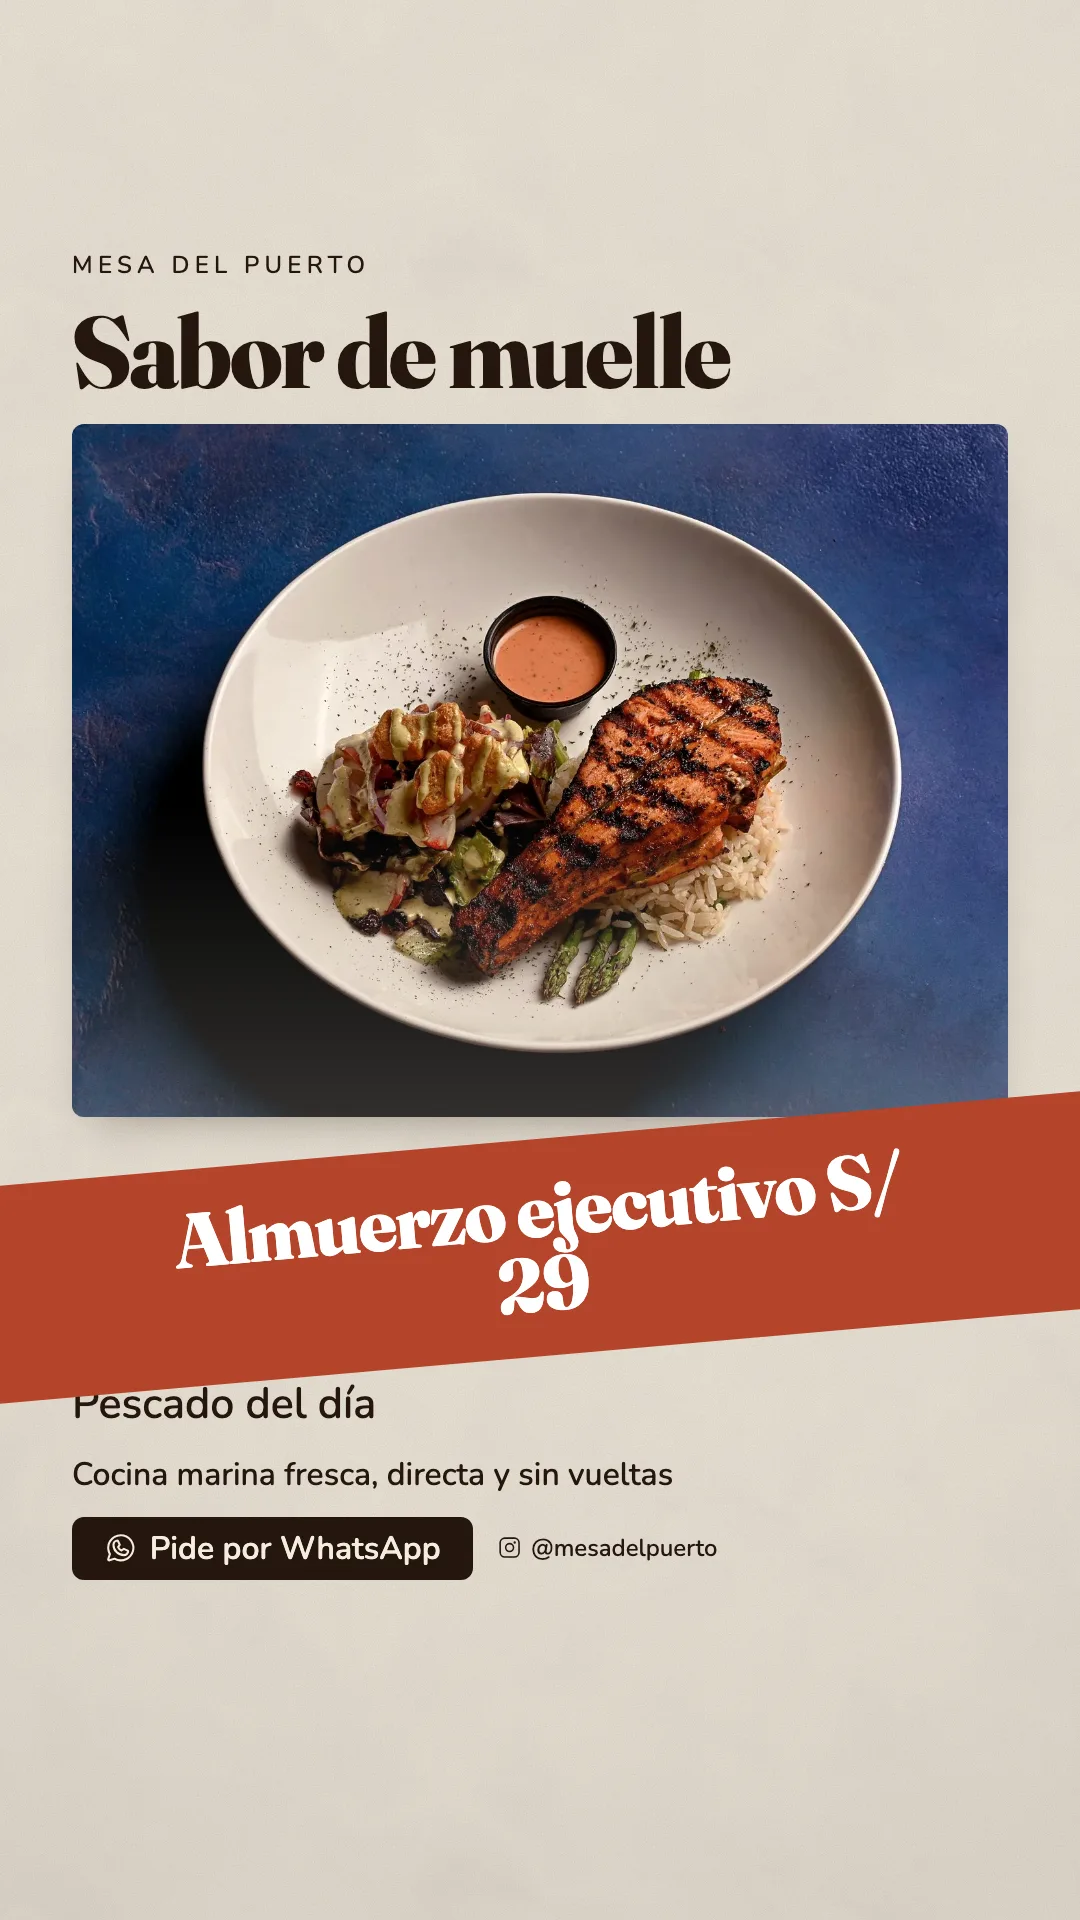 MESA DEL PUERTO
Sabor de muelle
Almuerzo ejecutivo S/
29
Pescado del día
Cocina marina fresca, directa y sin vueltas
Pide por WhatsApp
@mesadelpuerto